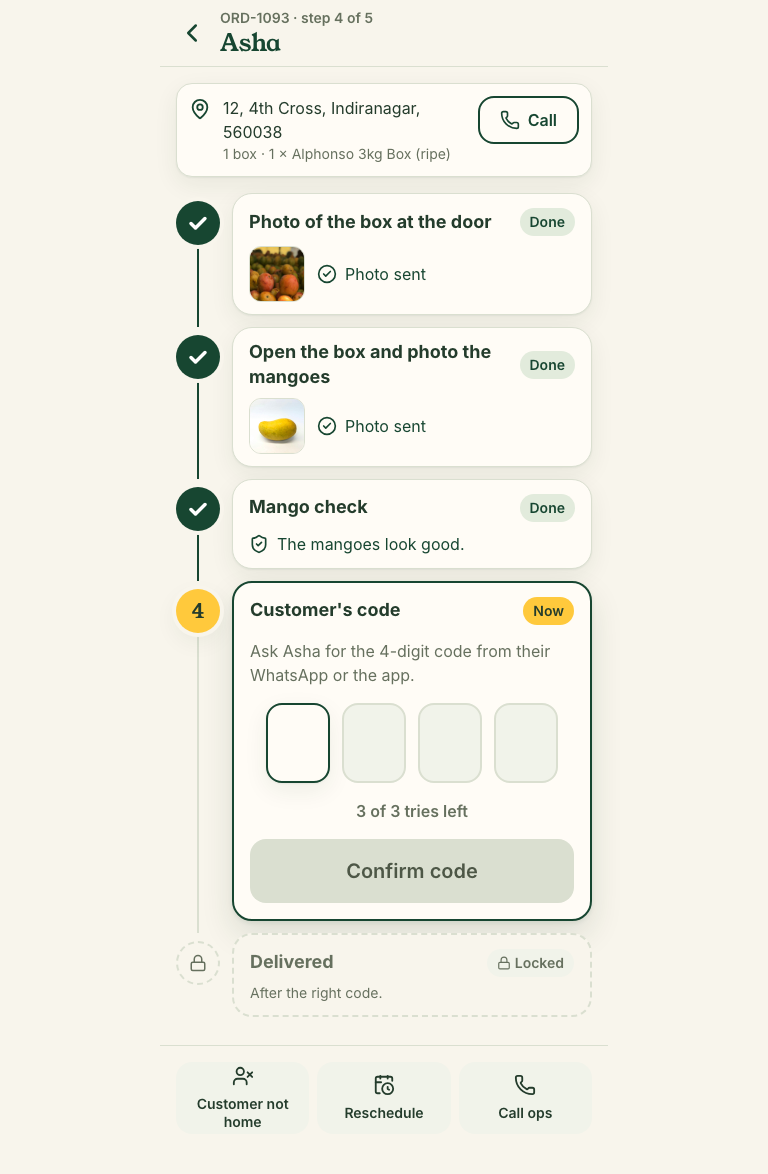 ORD-1093 · step 4 of 5
Asha
12, 4th Cross, Indiranagar,
560038
1 box · 1 × Alphonso 3kg Box (ripe)
Call
Photo of the box at the door
Done
Photo sent
Open the box and photo the
mangoes
Done
Photo sent
Mango check
Done
The mangoes look good.
4
Customer's code
Now
Ask Asha for the 4-digit code from their
WhatsApp or the app.
3 of 3 tries left
Confirm code
Delivered
Locked
After the right code.
Customer not
home
Reschedule
Call ops